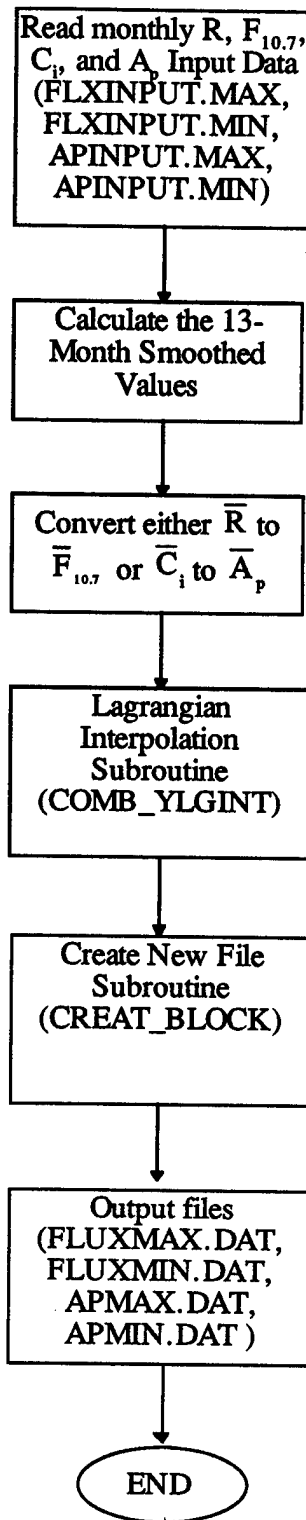 Read monthly R, F₁₀.₇,
Cᵢ, and Aₚ Input Data
(FLXINPUT.MAX,
FLXINPUT.MIN,
APINPUT.MAX,
APINPUT.MIN)
Calculate the 13-
Month Smoothed
Values
Convert either R̅ to
F̅₁₀.₇ or C̅ᵢ to A̅ₚ
Lagrangian
Interpolation
Subroutine
(COMB_YLGINT)
Create New File
Subroutine
(CREAT_BLOCK)
Output files
(FLUXMAX.DAT,
FLUXMIN.DAT,
APMAX.DAT,
APMIN.DAT )
END